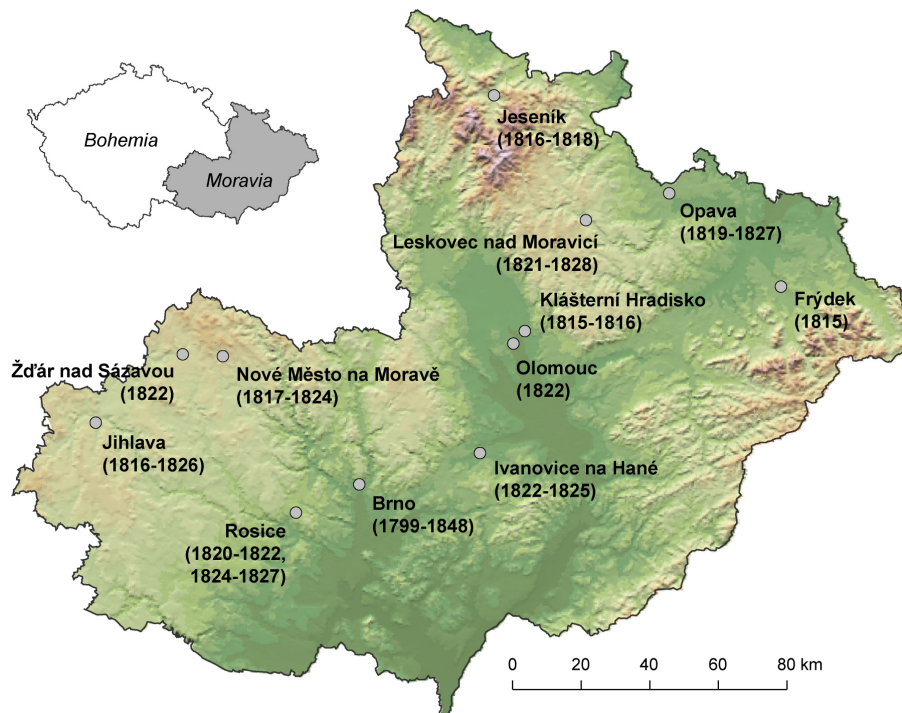 Bohemia
Moravia
Jeseník
(1816-1818)
Opava
(1819-1827)
Leskovec nad Moravicí
(1821-1828)
Klášterní Hradisko
(1815-1816)
Frýdek
(1815)
Olomouc
(1822)
Žďár nad Sázavou
(1822)
Nové Město na Moravě
(1817-1824)
Jihlava
(1816-1826)
Ivanovice na Hané
(1822-1825)
Brno
(1799-1848)
Rosice
(1820-1822,
1824-1827)
0 20 40 60 80 km